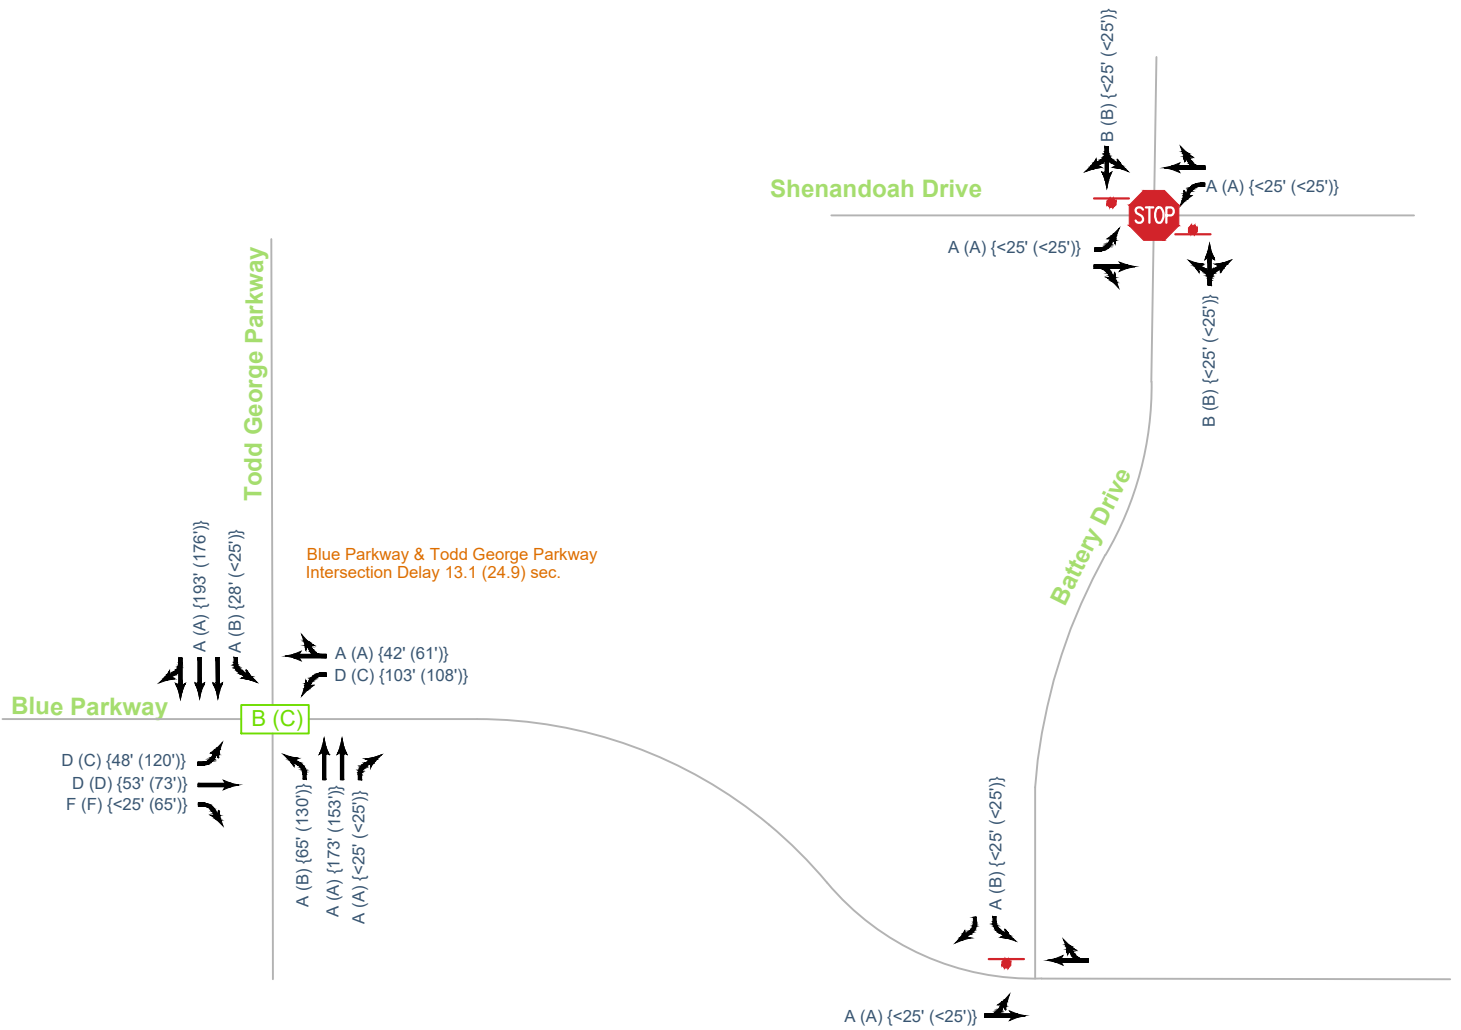 B (B) {<25' (<25')}
Shenandoah Drive
A (A) {<25' (<25')}
STOP
A (A) {<25' (<25')}
B (B) {<25' (<25')}
Todd George Parkway
Battery Drive
A (A) {193' (176')}
A (B) {28' (<25')}
Blue Parkway & Todd George Parkway
Intersection Delay 13.1 (24.9) sec.
A (A) {42' (61')}
D (C) {103' (108')}
Blue Parkway
B (C)
D (C) {48' (120')}
D (D) {53' (73')}
F (F) {<25' (65')}
A (B) {65' (130')}
A (A) {173' (153')}
A (A) {<25' (<25')}
A (B) {<25' (<25')}
A (A) {<25' (<25')}